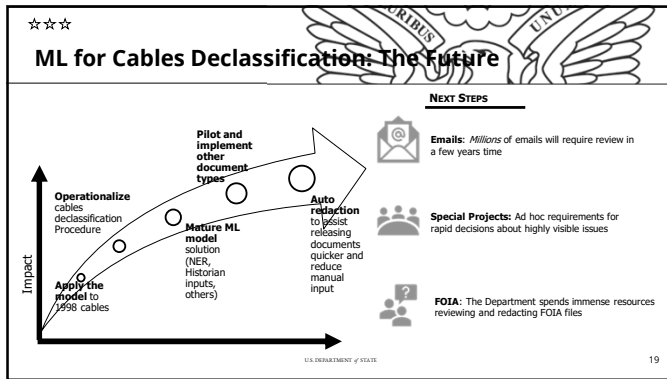 ☆☆☆
PLURIBUS
UNUM
ML for Cables Declassification: The Future
Impact
Apply the
model to
1998 cables
Operationalize
cables
declassification
Procedure
Mature ML
model
solution
(NER,
Historian
inputs,
others)
Pilot and
implement
other
document
types
Auto
redaction
to assist
releasing
documents
quicker and
reduce
manual
input
NEXT STEPS
Emails: Millions of emails will require review in
a few years time
Special Projects: Ad hoc requirements for
rapid decisions about highly visible issues
FOIA: The Department spends immense resources
reviewing and redacting FOIA files
U.S. DEPARTMENT of STATE
19